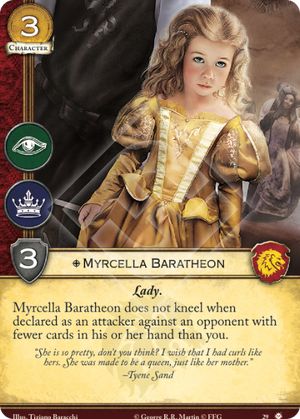 3
CHARACTER
3
MYRCELLA BARATHEON
Lady.
Myrcella Baratheon does not kneel when
declared as an attacker against an opponent with
fewer cards in his or her hand than you.
"She is so pretty, don't you think? I wish that I had curls like
hers. She was made to be a queen, just like her mother."
–Tyene Sand
Illus. Tiziano Baracchi © George R.R. Martin © FFG 29